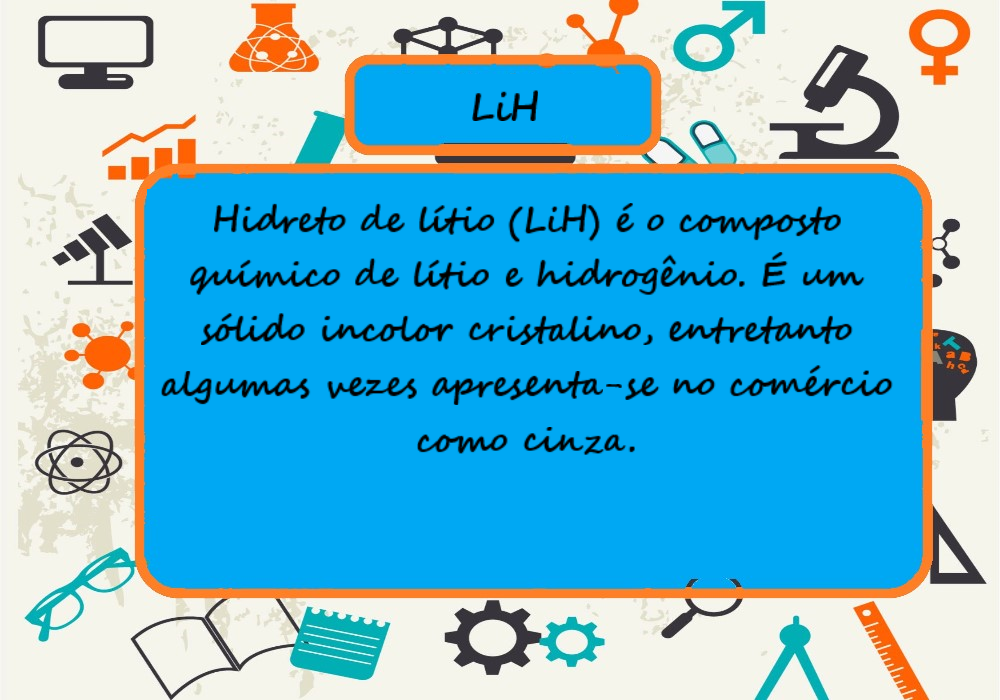 LiH
Hidreto de lítio (LiH) é o composto
químico de lítio e hidrogênio. É um
sólido incolor cristalino, entretanto
algumas vezes apresenta-se no comércio
como cinza.